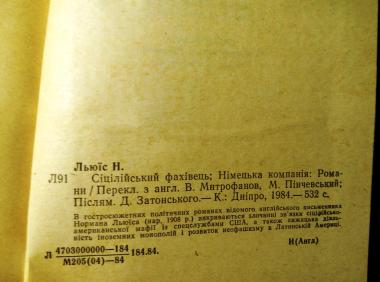 Льюїс Н.
Л91 Сіцілійський фахівець; Німецька компанія: Рома-
ни / Перекл. з англ. В. Митрофанов, М. Пінчевський;
Післям. Д. Затонського.— К.: Дніпро, 1984.— 532 с.
В гостросюжетних політичних романах відомого англійського письменника
Нормана Льюїса (нар. 1908 р.) викриваються злочинні зв'язки сіцілійсько-
американської мафії із спецслужбами США, а також хижацька діяль-
ність іноземних монополій і розвиток неофашизму в Латинській Америці.
Л 4703000000—184
М205(04)—84 184.84. И(Англ)